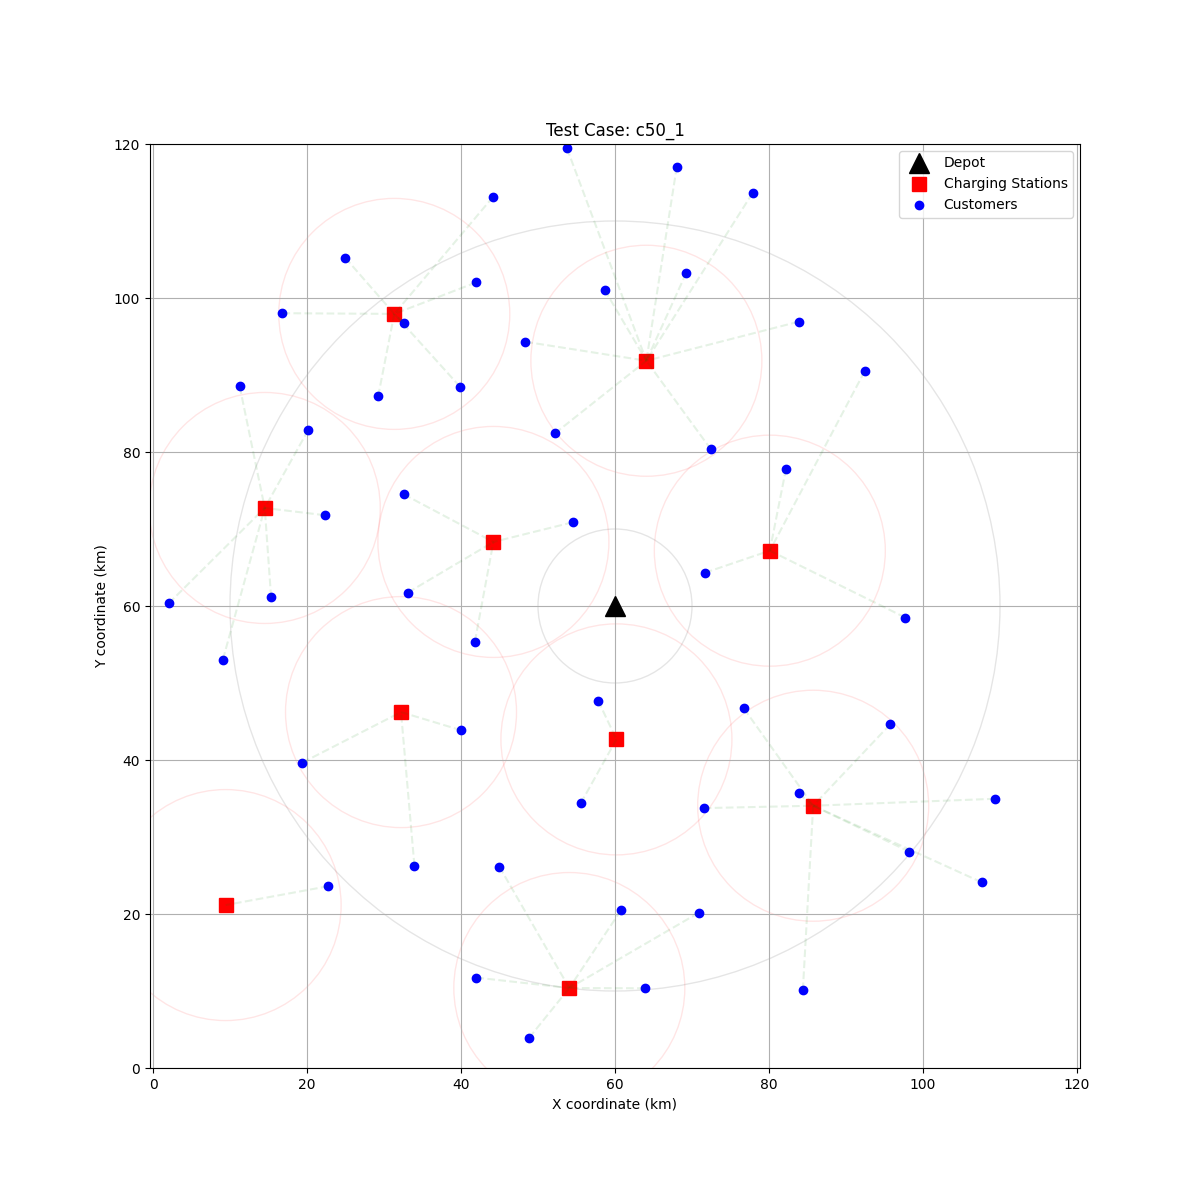 Test Case: c50_1
Depot
Charging Stations
Customers
120
100
80
60
40
20
0
Y coordinate (km)
0 20 40 60 80 100 120
X coordinate (km)